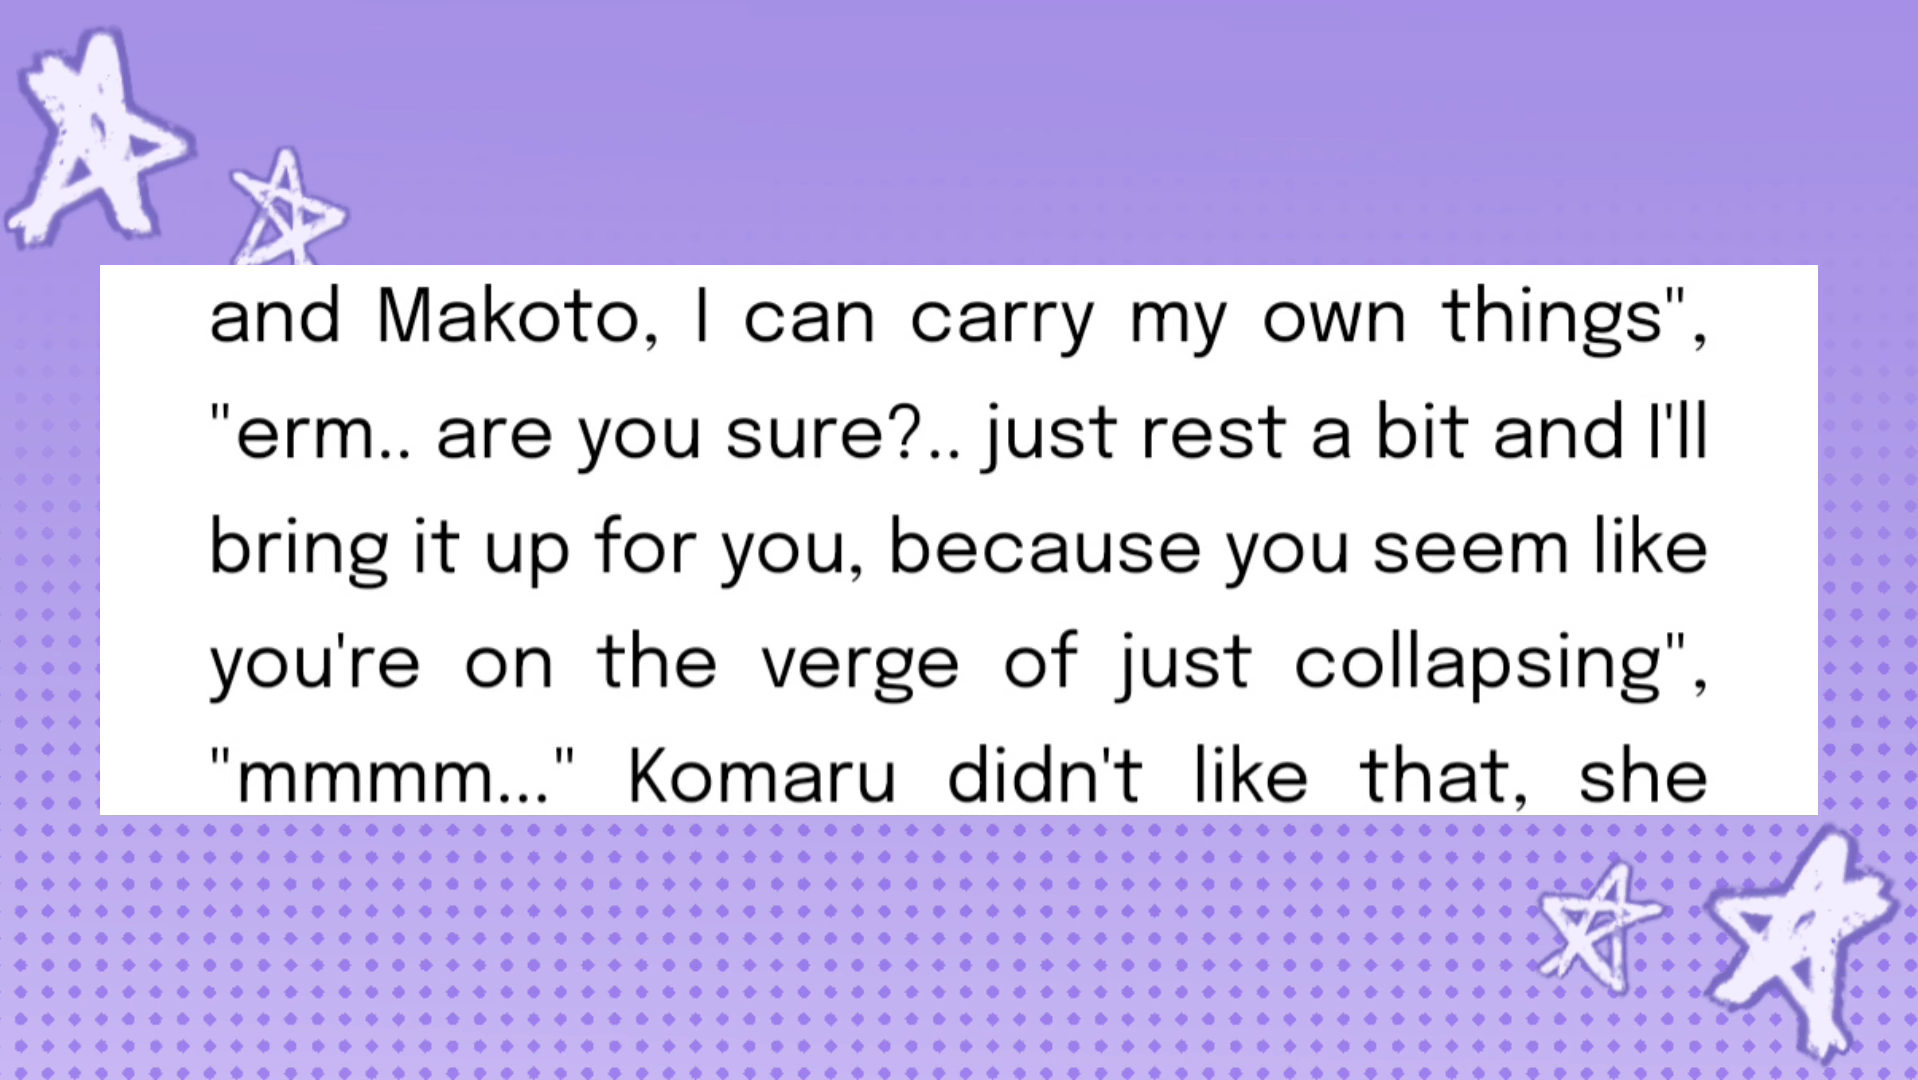 and Makoto, I can carry my own things",
"erm.. are you sure?.. just rest a bit and I'll
bring it up for you, because you seem like
you're on the verge of just collapsing",
"mmmm..." Komaru didn't like that, she